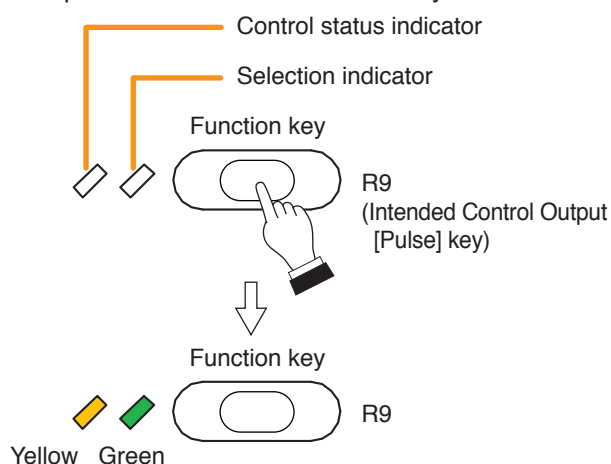 Control status indicator
Selection indicator
Function key
R9
(Intended Control Output
[Pulse] key)
Function key
R9
Yellow Green